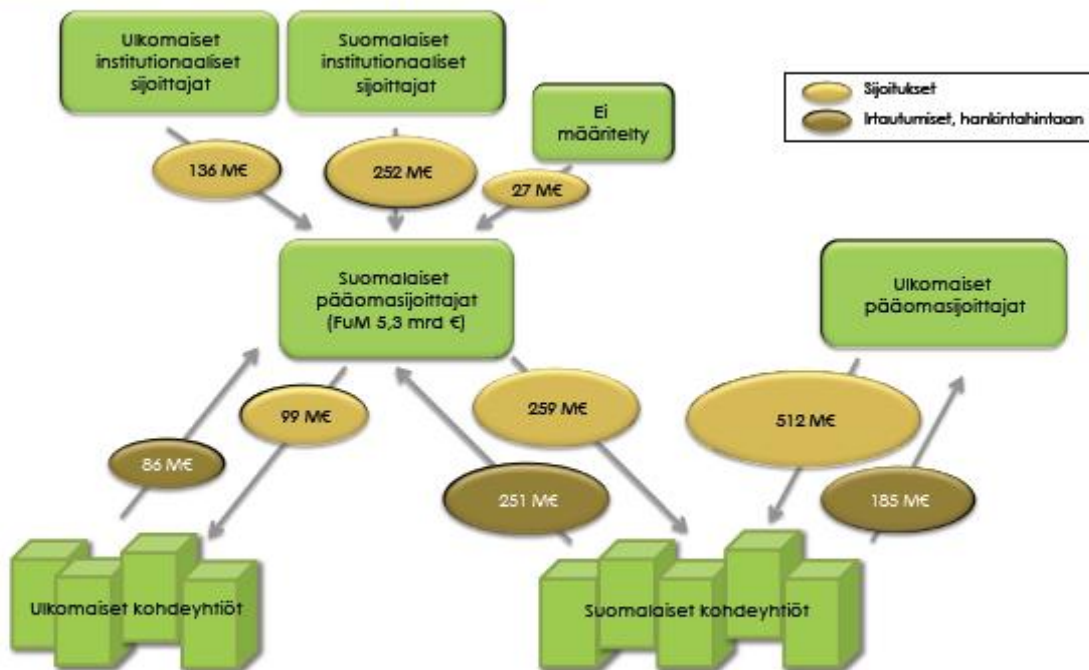 Ulkomaiset
institutionaaliset
sijoittajat
Suomalaiset
institutionaaliset
sijoittajat
Ei
määritelty
Sijoitukset
Irtautumiset, hankintahintaan
136 M€
252 M€
27 M€
Suomalaiset
pääomasijoittajat
(FuM 5,3 mrd €)
Ulkomaiset
pääomasijoittajat
99 M€
259 M€
512 M€
86 M€
251 M€
185 M€
Ulkomaiset kohdeyhtiöt
Suomalaiset kohdeyhtiöt